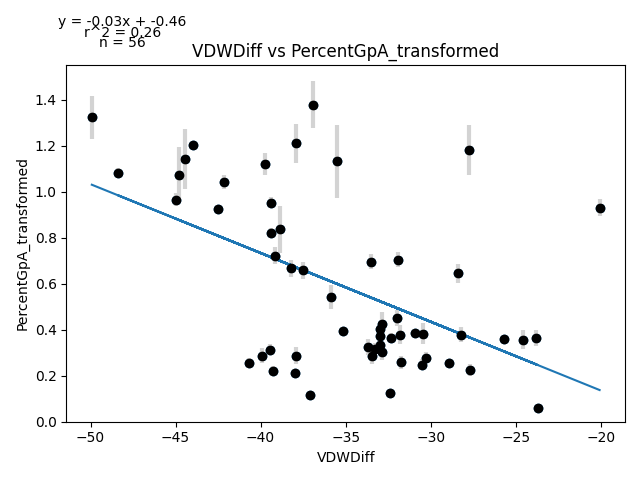 y = -0.03x + -0.46
r^2 = 0.26
n = 56
VDWDiff vs PercentGpA_transformed
PercentGpA_transformed
1.4
1.2
1.0
0.8
0.6
0.4
0.2
0.0
−50 −45 −40 −35 −30 −25 −20
VDWDiff